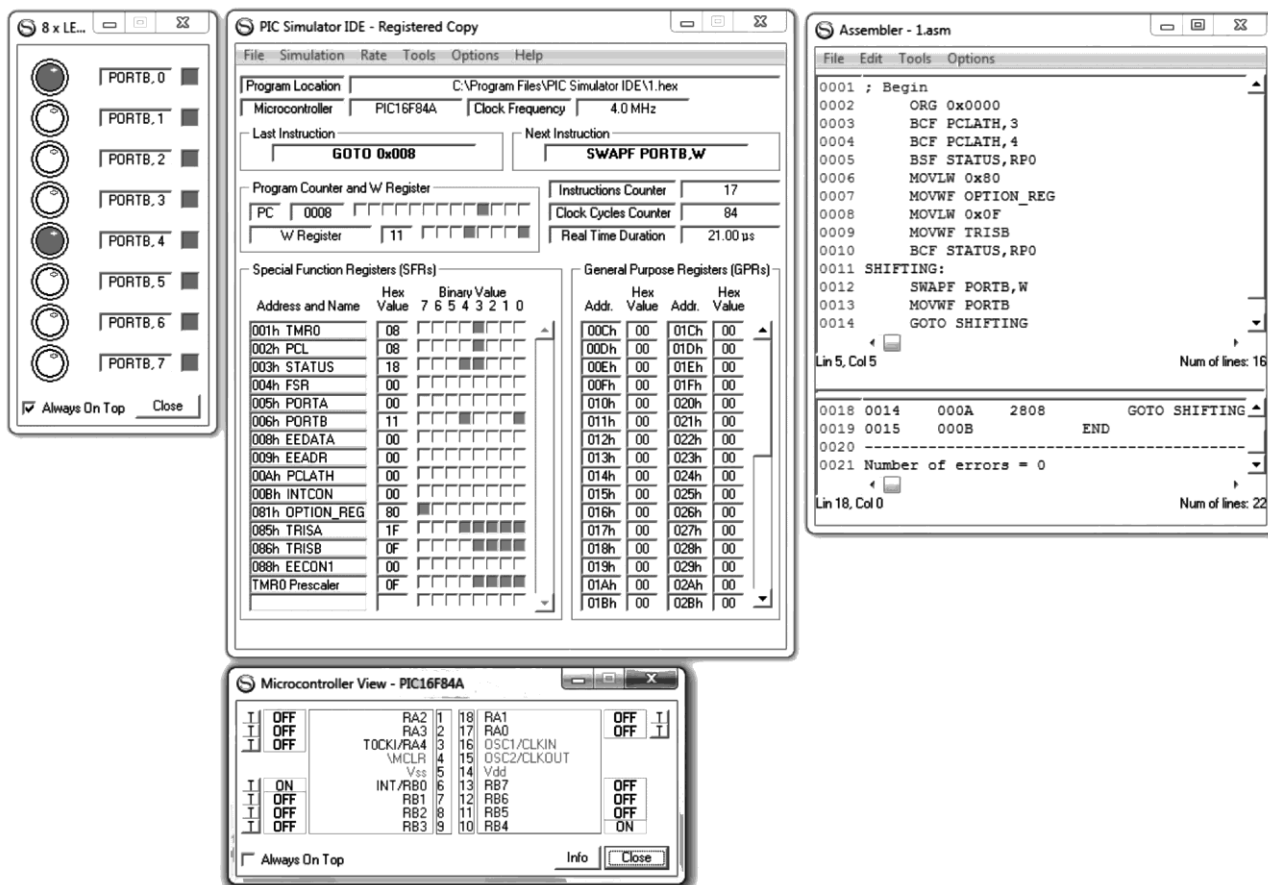 8 x LE...
PORTB, 0
PORTB, 1
PORTB, 2
PORTB, 3
PORTB, 4
PORTB, 5
PORTB, 6
PORTB, 7
Always On Top Close
PIC Simulator IDE - Registered Copy
File Simulation Rate Tools Options Help
Program Location C:\Program Files\PIC Simulator IDE\1.hex
Microcontroller PIC16F84A Clock Frequency 4.0 MHz
Last Instruction Next Instruction
GOTO 0x008 SWAPF PORTB,W
Program Counter and W Register Instructions Counter 17
PC 0008 Clock Cycles Counter 84
W Register 11 Real Time Duration 21.00 µs
Special Function Registers (SFRs)
Hex Binary Value
Address and Name Value 7 6 5 4 3 2 1 0
001h TMR0 08
002h PCL 08
003h STATUS 18
004h FSR 00
005h PORTA 00
006h PORTB 11
008h EEDATA 00
009h EEADR 00
00Ah PCLATH 00
00Bh INTCON 00
081h OPTION_REG 80
085h TRISA 1F
086h TRISB 0F
088h EECON1 00
TMR0 Prescaler 0F
General Purpose Registers (GPRs)
Hex Hex
Addr. Value Addr. Value
00Ch 00 01Ch 00
00Dh 00 01Dh 00
00Eh 00 01Eh 00
00Fh 00 01Fh 00
010h 00 020h 00
011h 00 021h 00
012h 00 022h 00
013h 00 023h 00
014h 00 024h 00
015h 00 025h 00
016h 00 026h 00
017h 00 027h 00
018h 00 028h 00
019h 00 029h 00
01Ah 00 02Ah 00
01Bh 00 02Bh 00
Assembler - 1.asm
File Edit Tools Options
0001 ; Begin
0002 ORG 0x0000
0003 BCF PCLATH,3
0004 BCF PCLATH,4
0005 BSF STATUS,RP0
0006 MOVLW 0x80
0007 MOVWF OPTION_REG
0008 MOVLW 0x0F
0009 MOVWF TRISB
0010 BCF STATUS,RP0
0011 SHIFTING:
0012 SWAPF PORTB,W
0013 MOVWF PORTB
0014 GOTO SHIFTING
Lin 5, Col 5 Num of lines: 16
0018 0014 000A 2808 GOTO SHIFTING
0019 0015 000B END
0020 ------------------------------------------------
0021 Number of errors = 0
Lin 18, Col 0 Num of lines: 22
Microcontroller View - PIC16F84A
T OFF RA2 1 18 RA1 OFF T
T OFF RA3 2 17 RA0 OFF T
T OFF T0CKI/RA4 3 16 OSC1/CLKIN
\MCLR 4 15 OSC2/CLKOUT
Vss 5 14 Vdd
T ON INT/RB0 6 13 RB7 OFF
T OFF RB1 7 12 RB6 OFF
T OFF RB2 8 11 RB5 OFF
T OFF RB3 9 10 RB4 ON
Always On Top Info Close